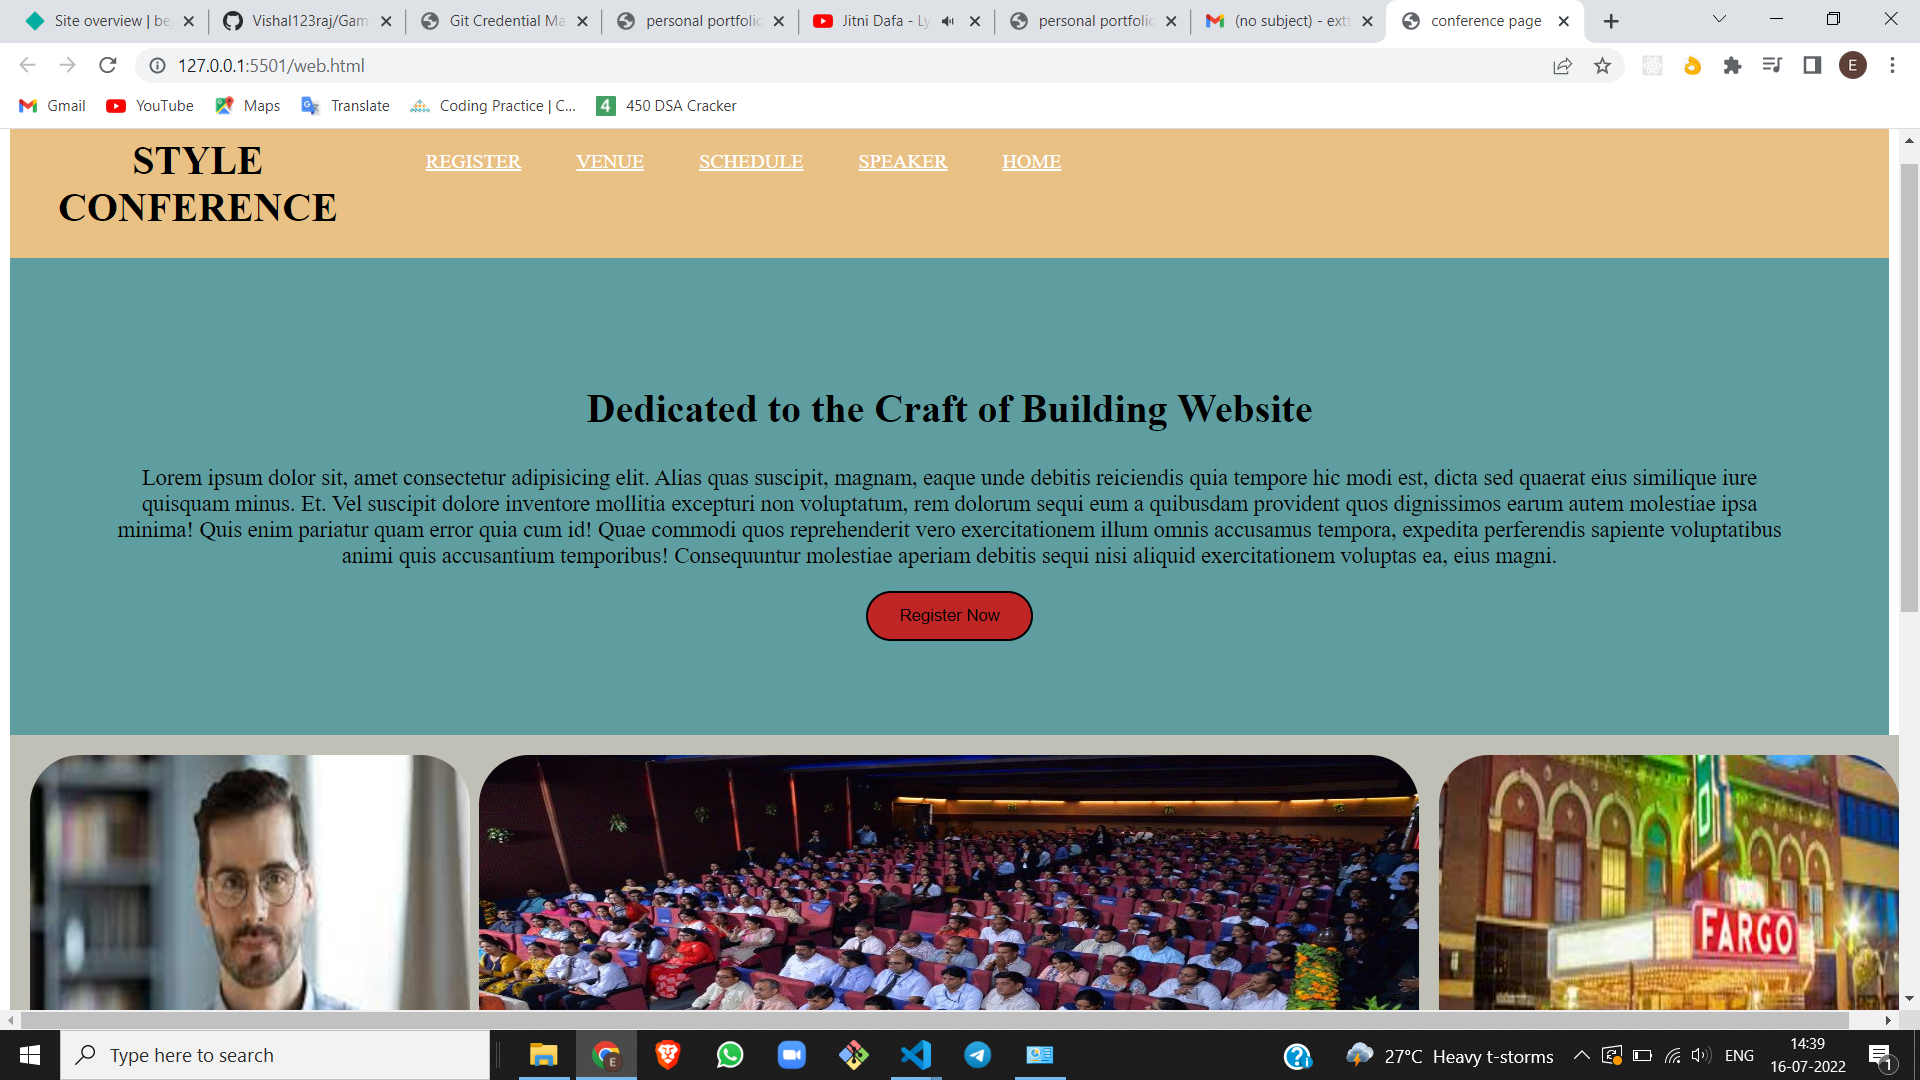 Site overview | be
Vishal123raj/Gam
Git Credential Ma
personal portfolio
Jitni Dafa - Ly
personal portfolio
(no subject) - extt
conference page
127.0.0.1:5501/web.html
E
Gmail
YouTube
Maps
Translate
Coding Practice | C...
4
450 DSA Cracker
STYLE
CONFERENCE
REGISTER VENUE SCHEDULE SPEAKER HOME
Dedicated to the Craft of Building Website
Lorem ipsum dolor sit, amet consectetur adipisicing elit. Alias quas suscipit, magnam, eaque unde debitis reiciendis quia tempore hic modi est, dicta sed quaerat eius similique iure
quisquam minus. Et. Vel suscipit dolore inventore mollitia excepturi non voluptatum, rem dolorum sequi eum a quibusdam provident quos dignissimos earum autem molestiae ipsa
minima! Quis enim pariatur quam error quia cum id! Quae commodi quos reprehenderit vero exercitationem illum omnis accusamus tempora, expedita perferendis sapiente voluptatibus
animi quis accusantium temporibus! Consequuntur molestiae aperiam debitis sequi nisi aliquid exercitationem voluptas ea, eius magni.
Register Now
FARGO
Type here to search
27°C Heavy t-storms
ENG
14:39
16-07-2022
1